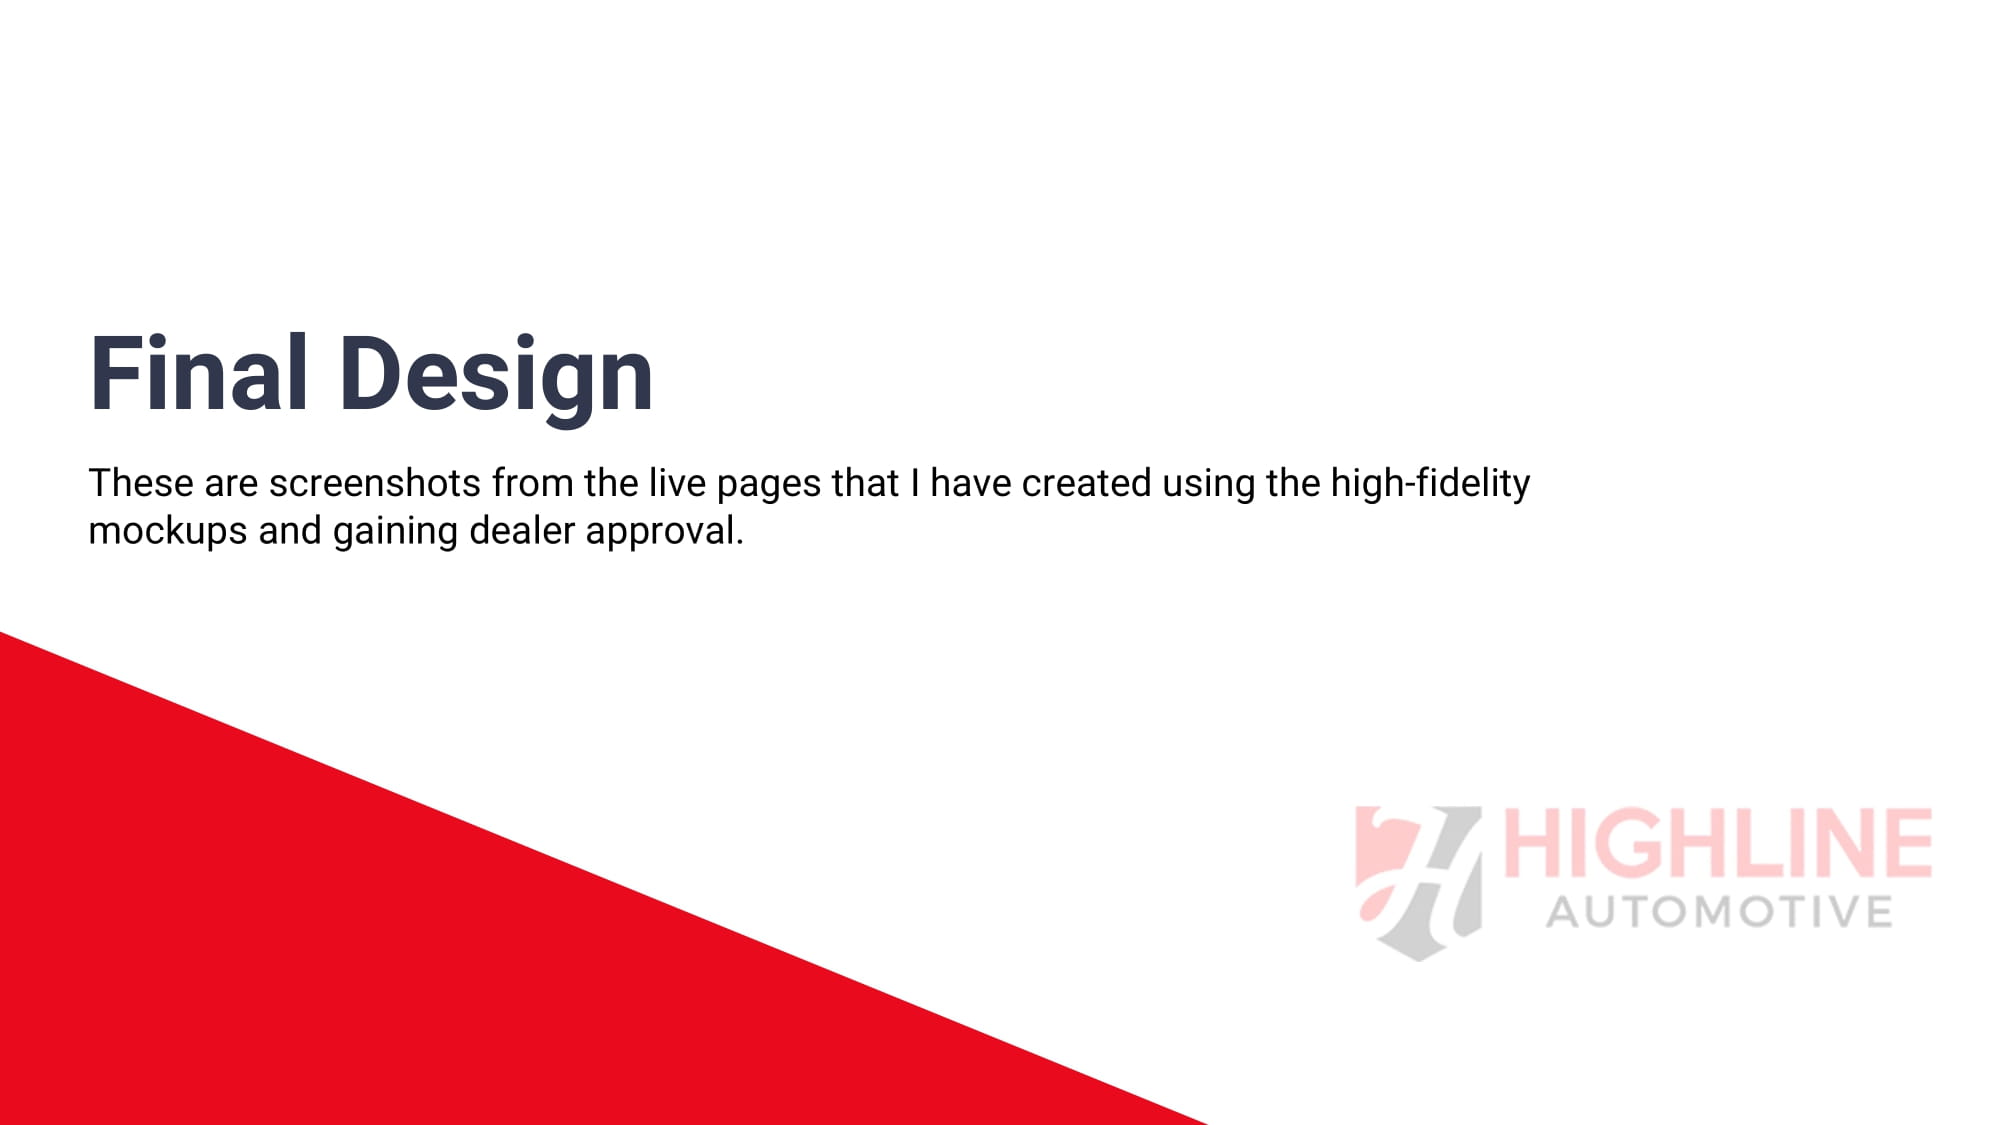 Final Design
These are screenshots from the live pages that I have created using the high-fidelity
mockups and gaining dealer approval.
HIGHLINE
AUTOMOTIVE